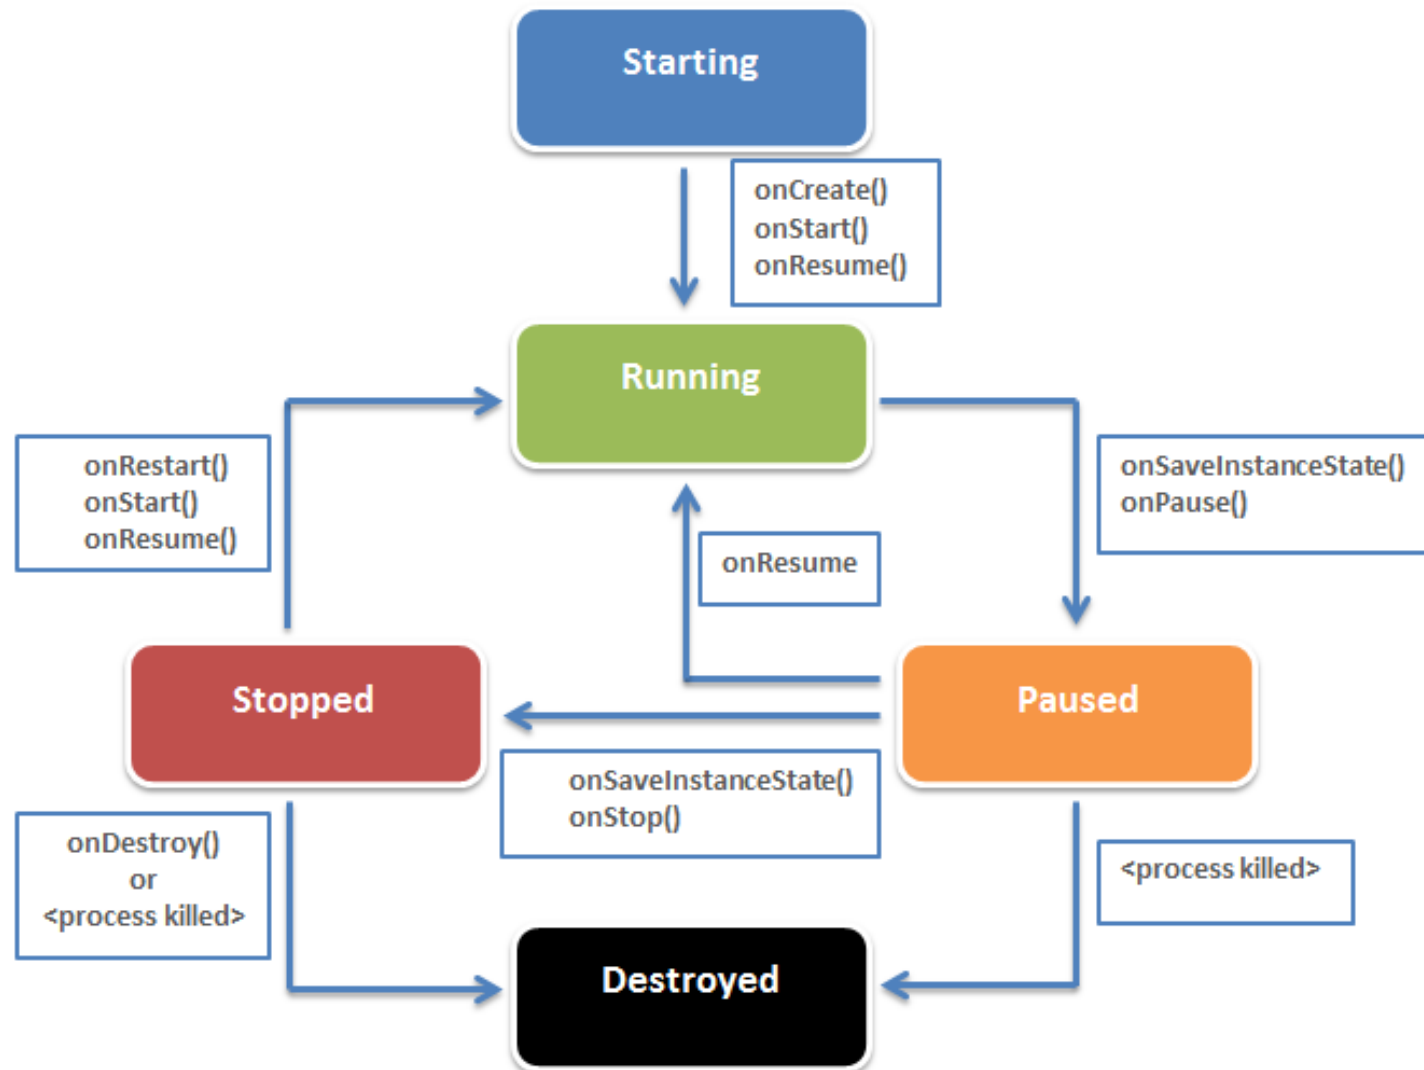 Starting
onCreate()
onStart()
onResume()
Running
onRestart()
onStart()
onResume()
onSaveInstanceState()
onPause()
onResume
Stopped
Paused
onSaveInstanceState()
onStop()
onDestroy()
or
<process killed>
<process killed>
Destroyed